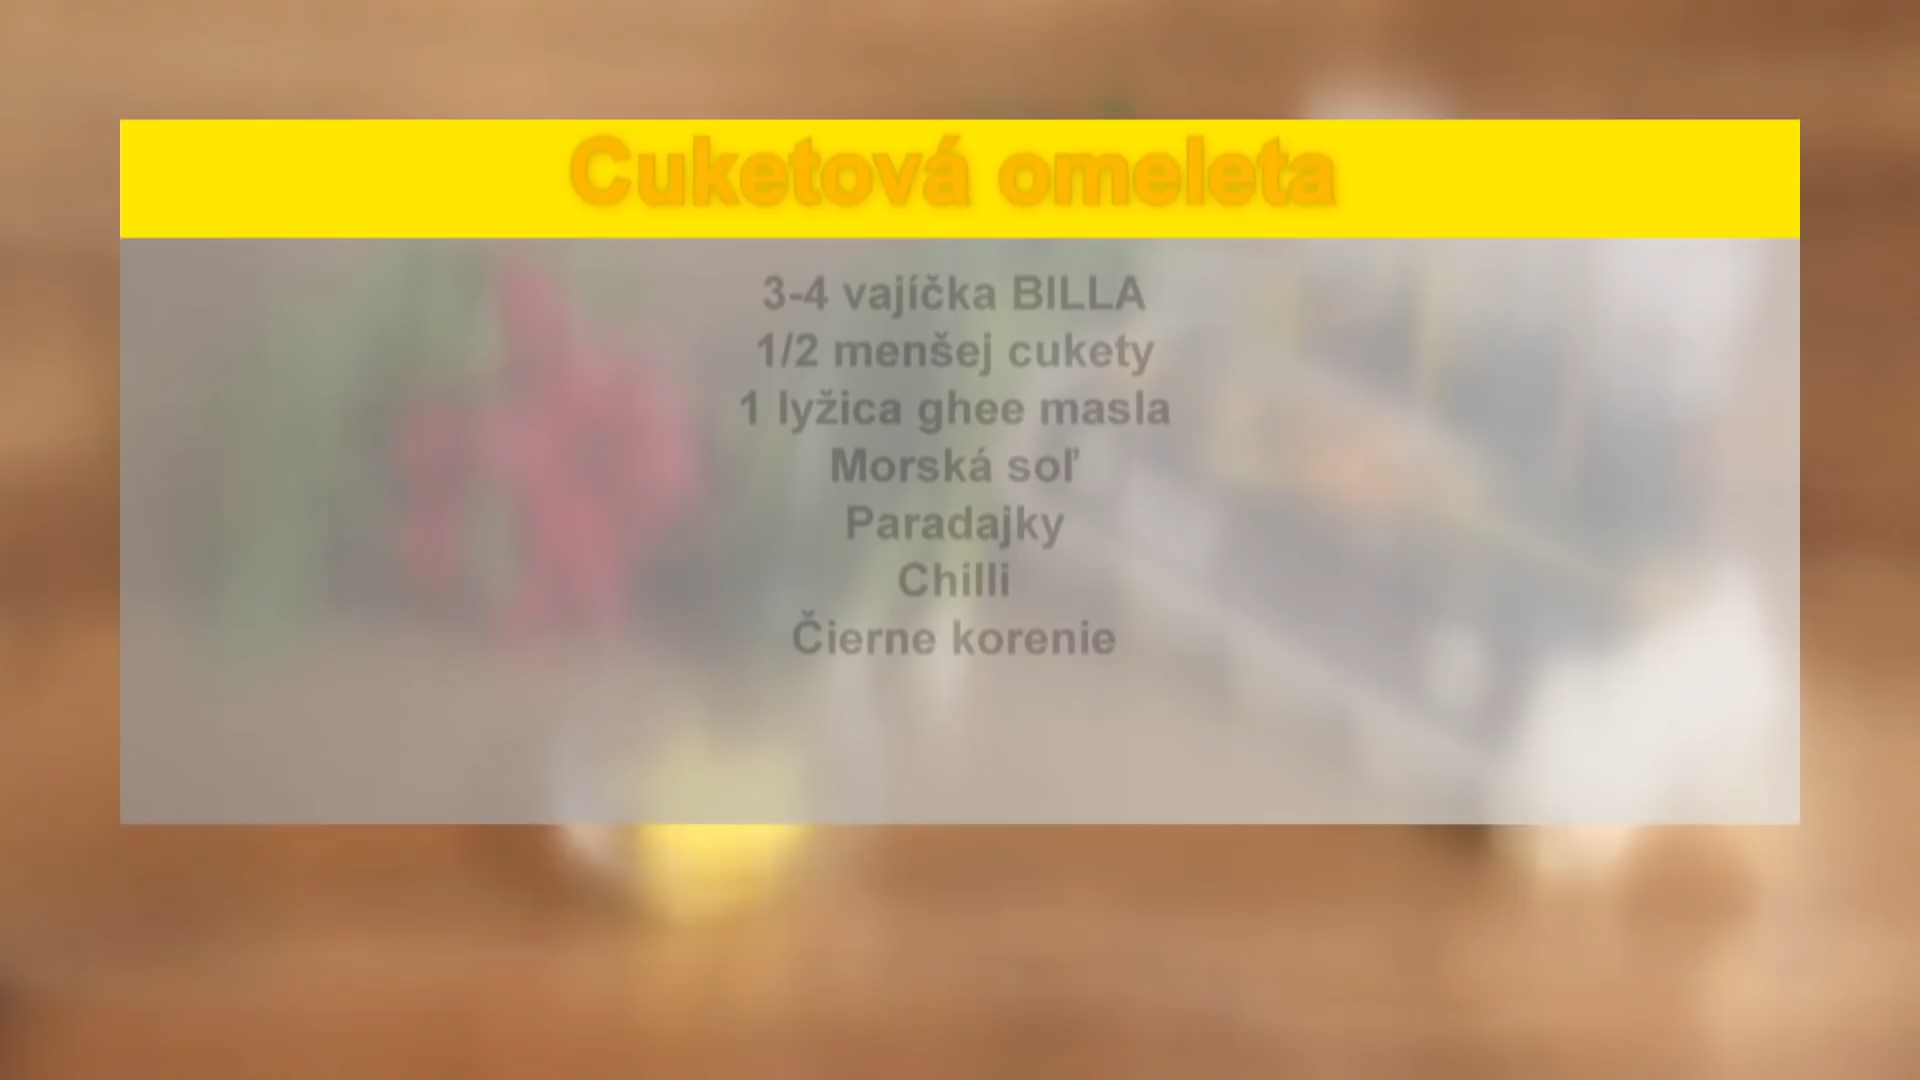 Cuketová omeleta
3-4 vajíčka BILLA
1/2 menšej cukety
1 lyžica ghee masla
Morská soľ
Paradajky
Chilli
Čierne korenie